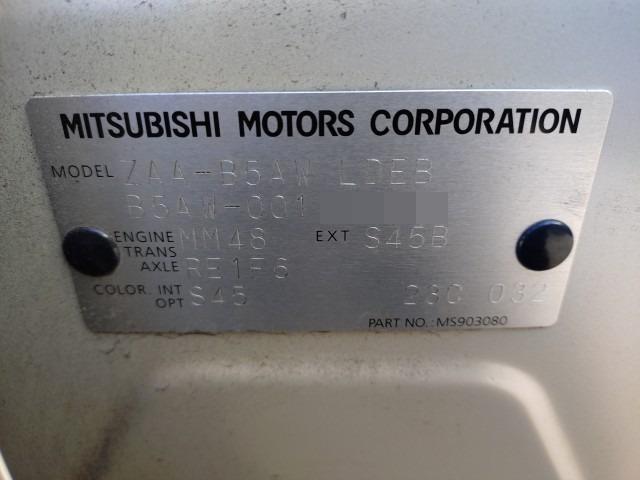 MITSUBISHI MOTORS CORPORATION
MODEL ZAA-B5AW LDEB
B5AW-001
ENGINE MM48 EXT S45B
TRANS
AXLE RE1F6
COLOR. INT S45 23C 032
OPT
PART NO.: MS903080